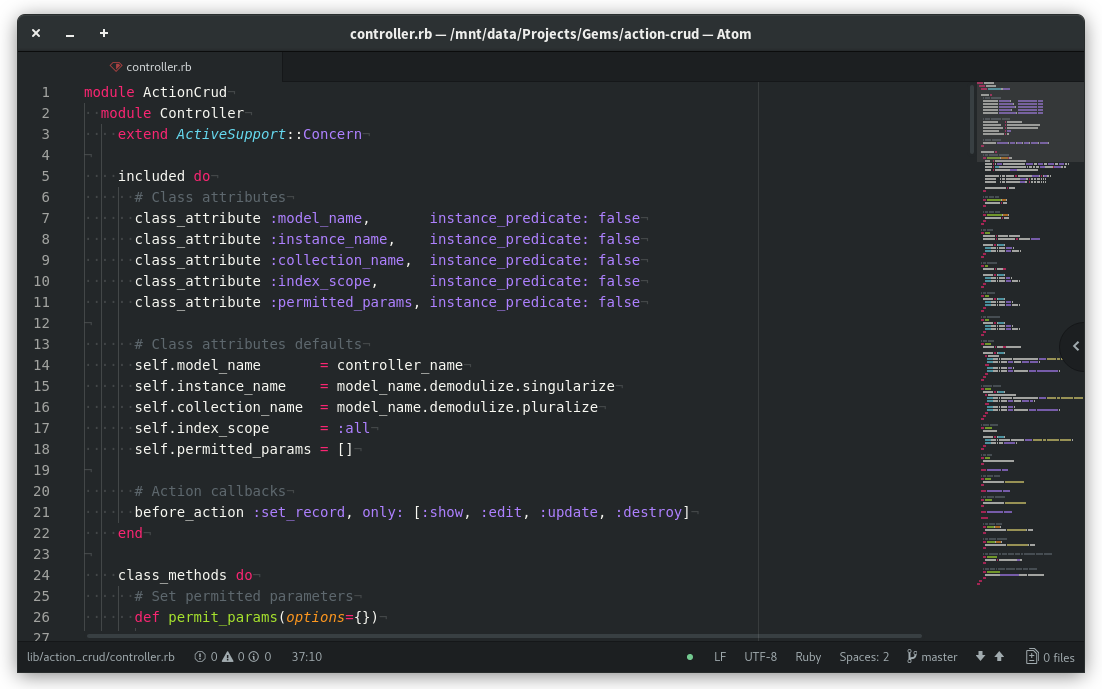 controller.rb — /mnt/data/Projects/Gems/action-crud — Atom
controller.rb
1 module ActionCrud
2 module Controller
3 extend ActiveSupport::Concern
4
5 included do
6 # Class attributes
7 class_attribute :model_name, instance_predicate: false
8 class_attribute :instance_name, instance_predicate: false
9 class_attribute :collection_name, instance_predicate: false
10 class_attribute :index_scope, instance_predicate: false
11 class_attribute :permitted_params, instance_predicate: false
12
13 # Class attributes defaults
14 self.model_name = controller_name
15 self.instance_name = model_name.demodulize.singularize
16 self.collection_name = model_name.demodulize.pluralize
17 self.index_scope = :all
18 self.permitted_params = []
19
20 # Action callbacks
21 before_action :set_record, only: [:show, :edit, :update, :destroy]
22 end
23
24 class_methods do
25 # Set permitted parameters
26 def permit_params(options={})
27
lib/action_crud/controller.rb 0 0 0 37:10 LF UTF-8 Ruby Spaces: 2 master 0 files